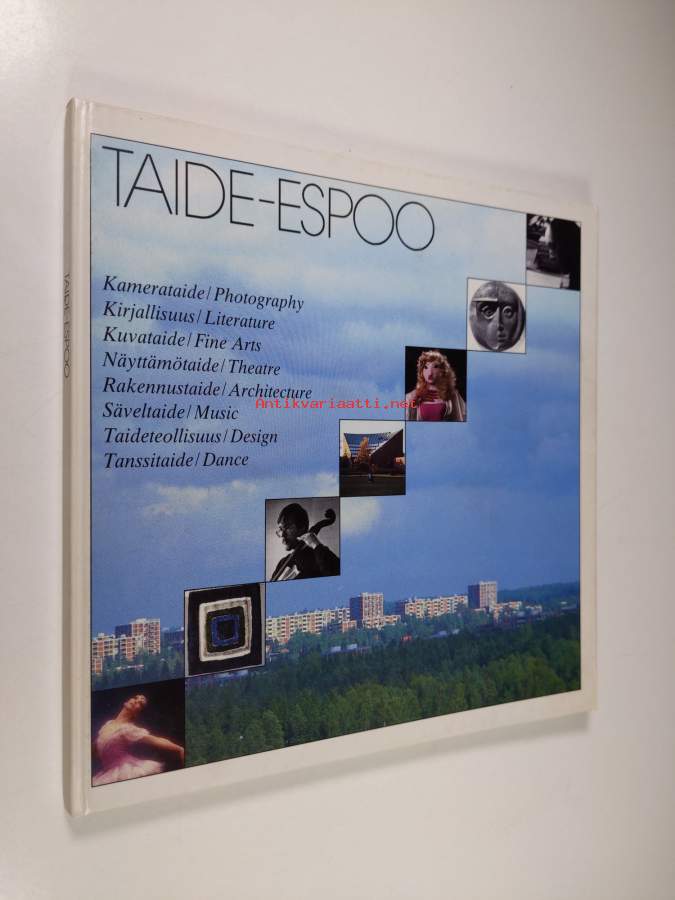 TAIDE-ESPOO
Kamerataide/Photography
Kirjallisuus/Literature
Kuvataide/Fine Arts
Näyttämötaide/Theatre
Rakennustaide/Architecture
Säveltaide/Music
Taideteollisuus/Design
Tanssitaide/Dance
TAIDE-ESPOO
Antikvariaatti.net